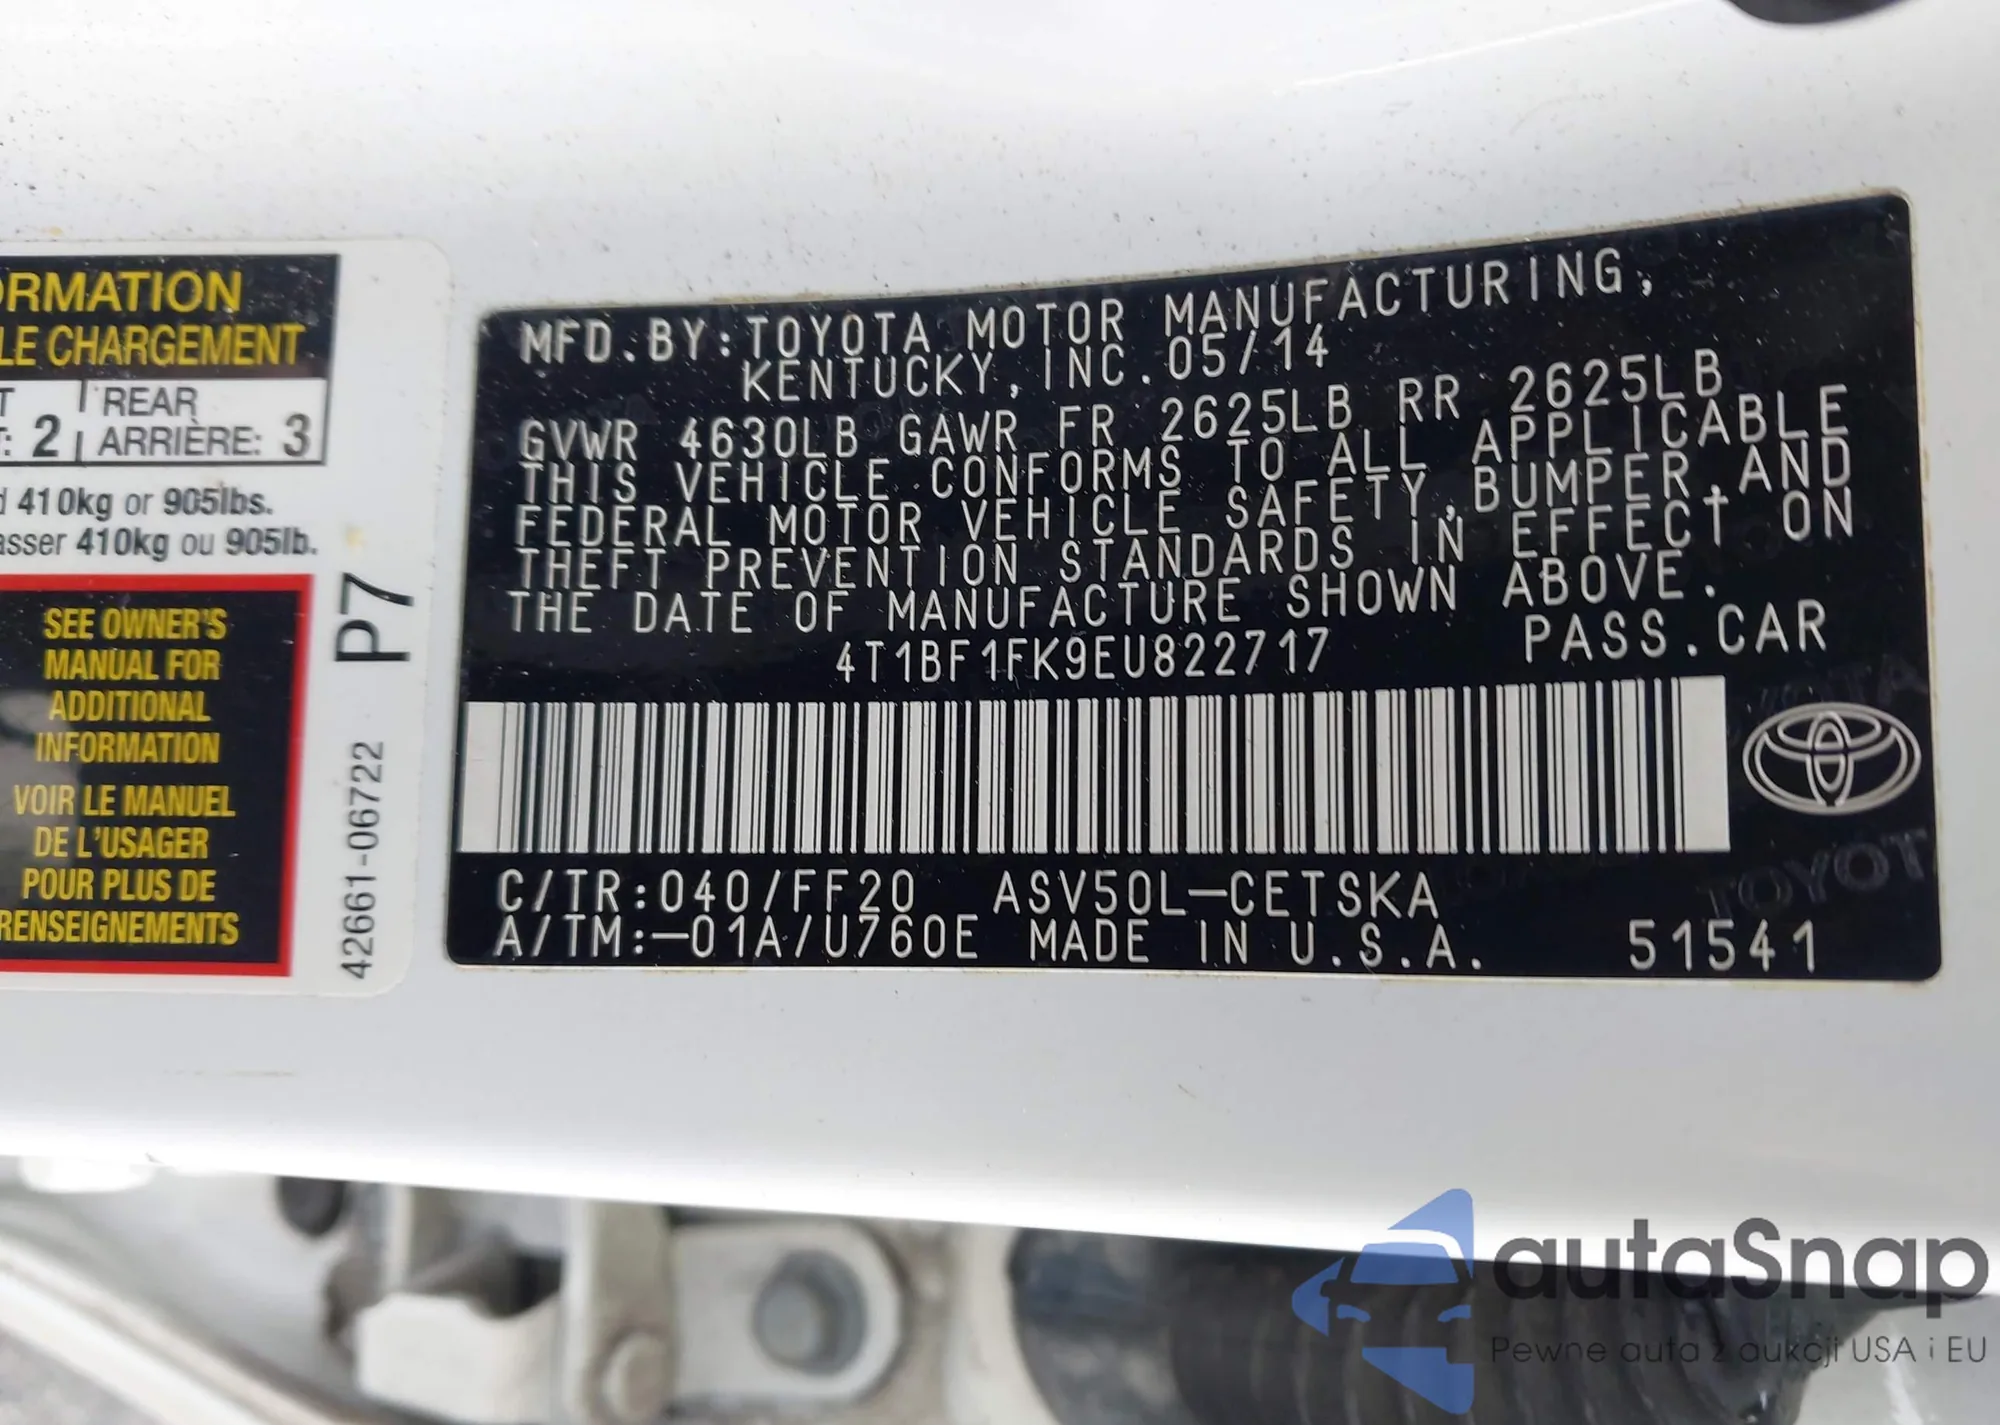 ORMATION
LE CHARGEMENT
T REAR
T: 2 ARRIÈRE: 3
d 410kg or 905lbs.
asser 410kg ou 905lb.
SEE OWNER'S
MANUAL FOR
ADDITIONAL
INFORMATION
VOIR LE MANUEL
DE L'USAGER
POUR PLUS DE
RENSEIGNEMENTS
P7
42661-06722
MFD.BY:TOYOTA MOTOR MANUFACTURING,
KENTUCKY,INC.05/14
GVWR 4630LB GAWR FR 2625LB RR 2625LB
THIS VEHICLE CONFORMS TO ALL APPLICABLE
FEDERAL MOTOR VEHICLE SAFETY,BUMPER,AND
THEFT PREVENTION STANDARDS IN EFFECT ON
THE DATE OF MANUFACTURE SHOWN ABOVE.
4T1BF1FK9EU822717 PASS.CAR
C/TR:040/FF20 ASV50L-CETSKA
A/TM:-01A/U760E MADE IN U.S.A. 51541
TOYOT
autaSnap
Pewne auta z aukcji USA i EU